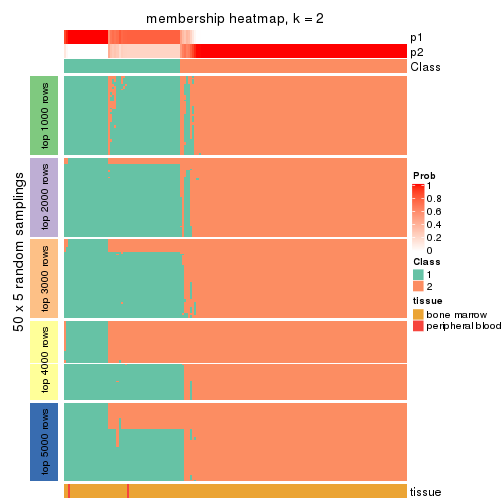 membership heatmap, k = 2
p1
p2
Class
50 x 5 random samplings
top 1000 rows
top 2000 rows
top 3000 rows
top 4000 rows
top 5000 rows
Prob
1
0.8
0.6
0.4
0.2
0
Class
1
2
tissue
bone marrow
peripheral blood
tissue